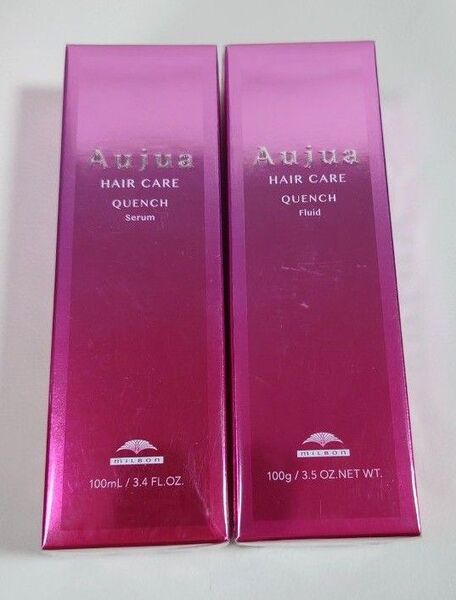 Aujua
HAIR CARE
QUENCH
Serum
MILBON
100mL / 3.4 FL.OZ.
Aujua
HAIR CARE
QUENCH
Fluid
MILBON
100g / 3.5 OZ.NET WT.